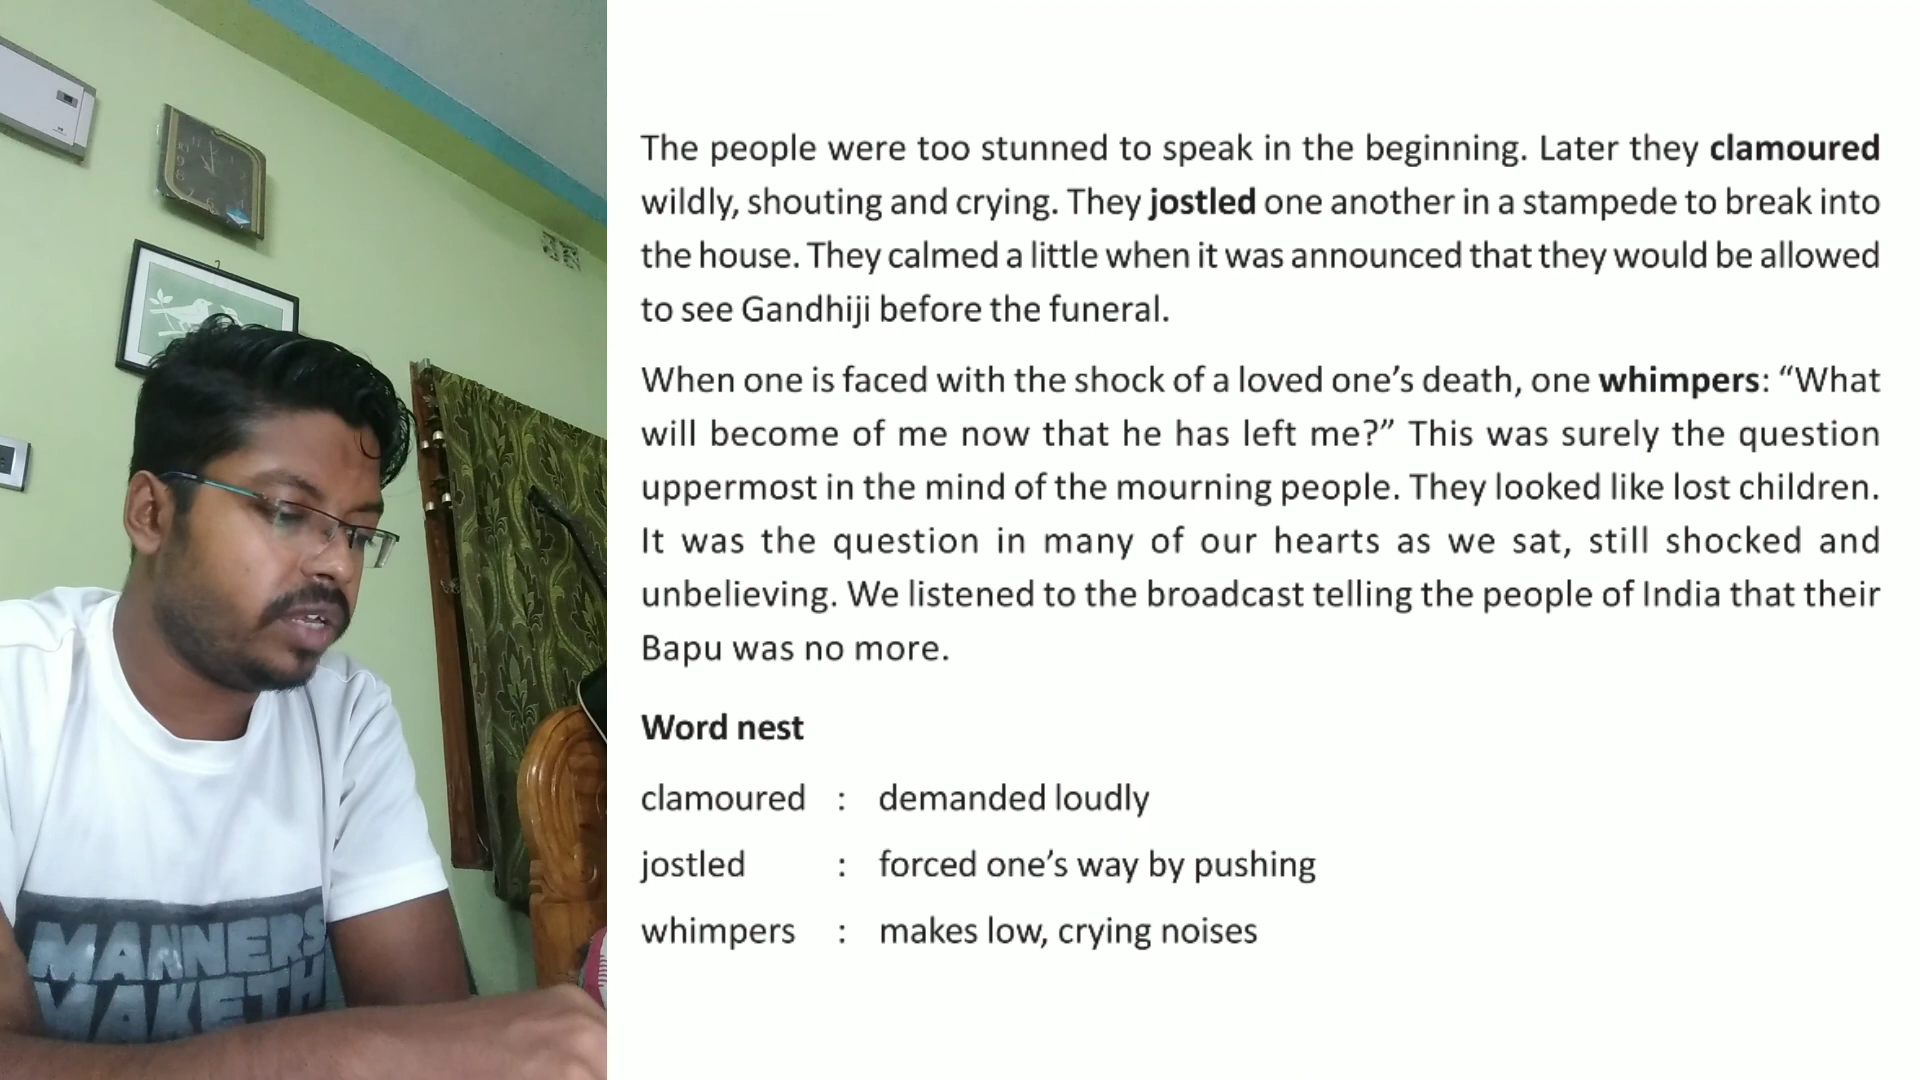 The people were too stunned to speak in the beginning. Later they clamoured
wildly, shouting and crying. They jostled one another in a stampede to break into
the house. They calmed a little when it was announced that they would be allowed
to see Gandhiji before the funeral.
When one is faced with the shock of a loved one’s death, one whimpers: “What
will become of me now that he has left me?” This was surely the question
uppermost in the mind of the mourning people. They looked like lost children.
It was the question in many of our hearts as we sat, still shocked and
unbelieving. We listened to the broadcast telling the people of India that their
Bapu was no more.
Word nest
clamoured : demanded loudly
jostled : forced one’s way by pushing
whimpers : makes low, crying noises
MANNERS
MAKETH